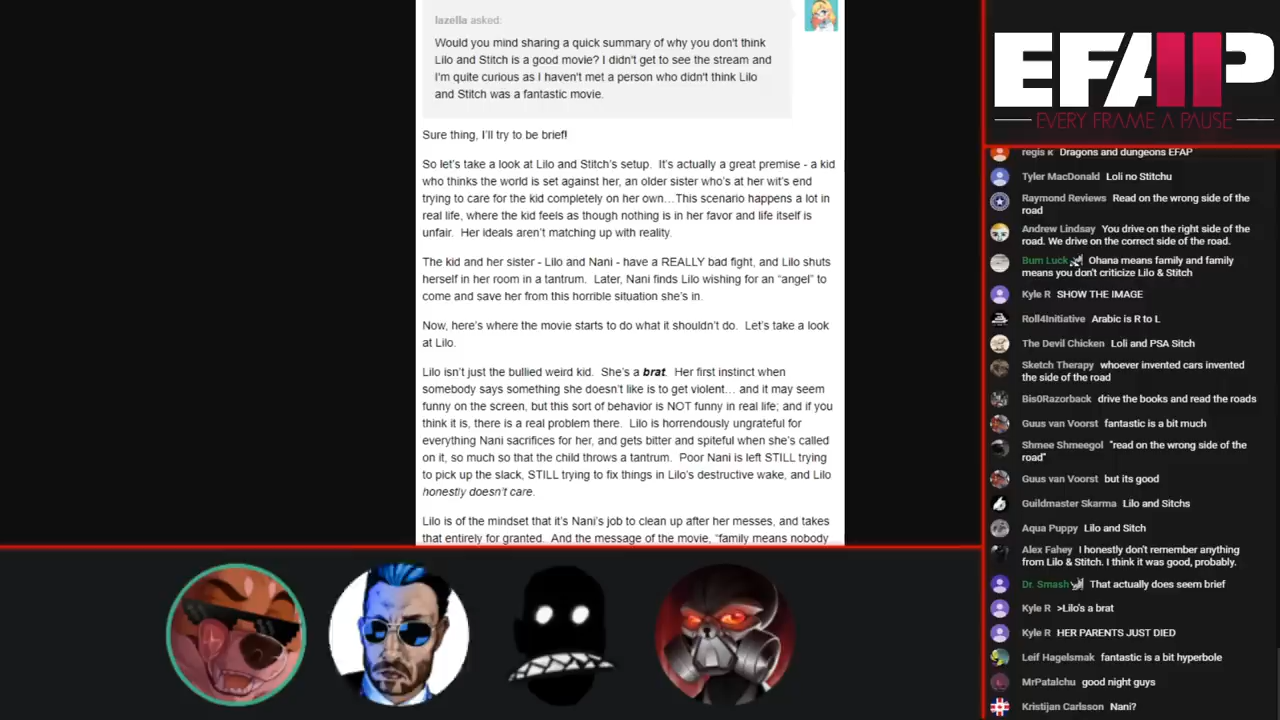 lazella asked:
Would you mind sharing a quick summary of why you don't think
Lilo and Stitch is a good movie? I didn't get to see the stream and
I'm quite curious as I haven't met a person who didn't think Lilo
and Stitch was a fantastic movie.
Sure thing, I'll try to be brief!
So let's take a look at Lilo and Stitch's setup.  It's actually a great premise - a kid
who thinks the world is set against her, an older sister who's at her wit's end
trying to care for the kid completely on her own…This scenario happens a lot in
real life, where the kid feels as though nothing is in her favor and life itself is
unfair.  Her ideals aren't matching up with reality.
The kid and her sister - Lilo and Nani - have a REALLY bad fight, and Lilo shuts
herself in her room in a tantrum.  Later, Nani finds Lilo wishing for an "angel" to
come and save her from this horrible situation she's in.
Now, here's where the movie starts to do what it shouldn't do.  Let's take a look
at Lilo.
Lilo isn't just the bullied weird kid.  She's a brat.  Her first instinct when
somebody says something she doesn't like is to get violent… and it may seem
funny on the screen, but this sort of behavior is NOT funny in real life; and if you
think it is, there is a real problem there.  Lilo is horrendously ungrateful for
everything Nani sacrifices for her, and gets bitter and spiteful when she's called
on it, so much so that the child throws a tantrum.  Poor Nani is left STILL trying
to pick up the slack, STILL trying to fix things in Lilo's destructive wake, and Lilo
honestly doesn't care.
Lilo is of the mindset that it's Nani's job to clean up after her messes, and takes
that entirely for granted.  And the message of the movie, "family means nobody
EFAP
EVERY FRAME A PAUSE
regis k Dragons and dungeons EFAP
Tyler MacDonald Loli no Stitchu
Raymond Reviews Read on the wrong side of the
road
Andrew Lindsay You drive on the right side of the
road. We drive on the correct side of the road.
Bum Luck Ohana means family and family
means you don't criticize Lilo & Stitch
Kyle R SHOW THE IMAGE
Roll4Initiative Arabic is R to L
The Devil Chicken Loli and PSA Sitch
Sketch Therapy whoever invented cars invented
the side of the road
Bis0Razorback drive the books and read the roads
Guus van Voorst fantastic is a bit much
Shmee Shmeegol "read on the wrong side of the
road"
Guus van Voorst but its good
Guildmaster Skarma Lilo and Sitchs
Aqua Puppy Lilo and Sitch
Alex Fahey I honestly don't remember anything
from Lilo & Stitch. I think it was good, probably.
Dr. Smash That actually does seem brief
Kyle R >Lilo's a brat
Kyle R HER PARENTS JUST DIED
Leif Hagelsmak fantastic is a bit hyperbole
MrPatalchu good night guys
Kristijan Carlsson Nani?